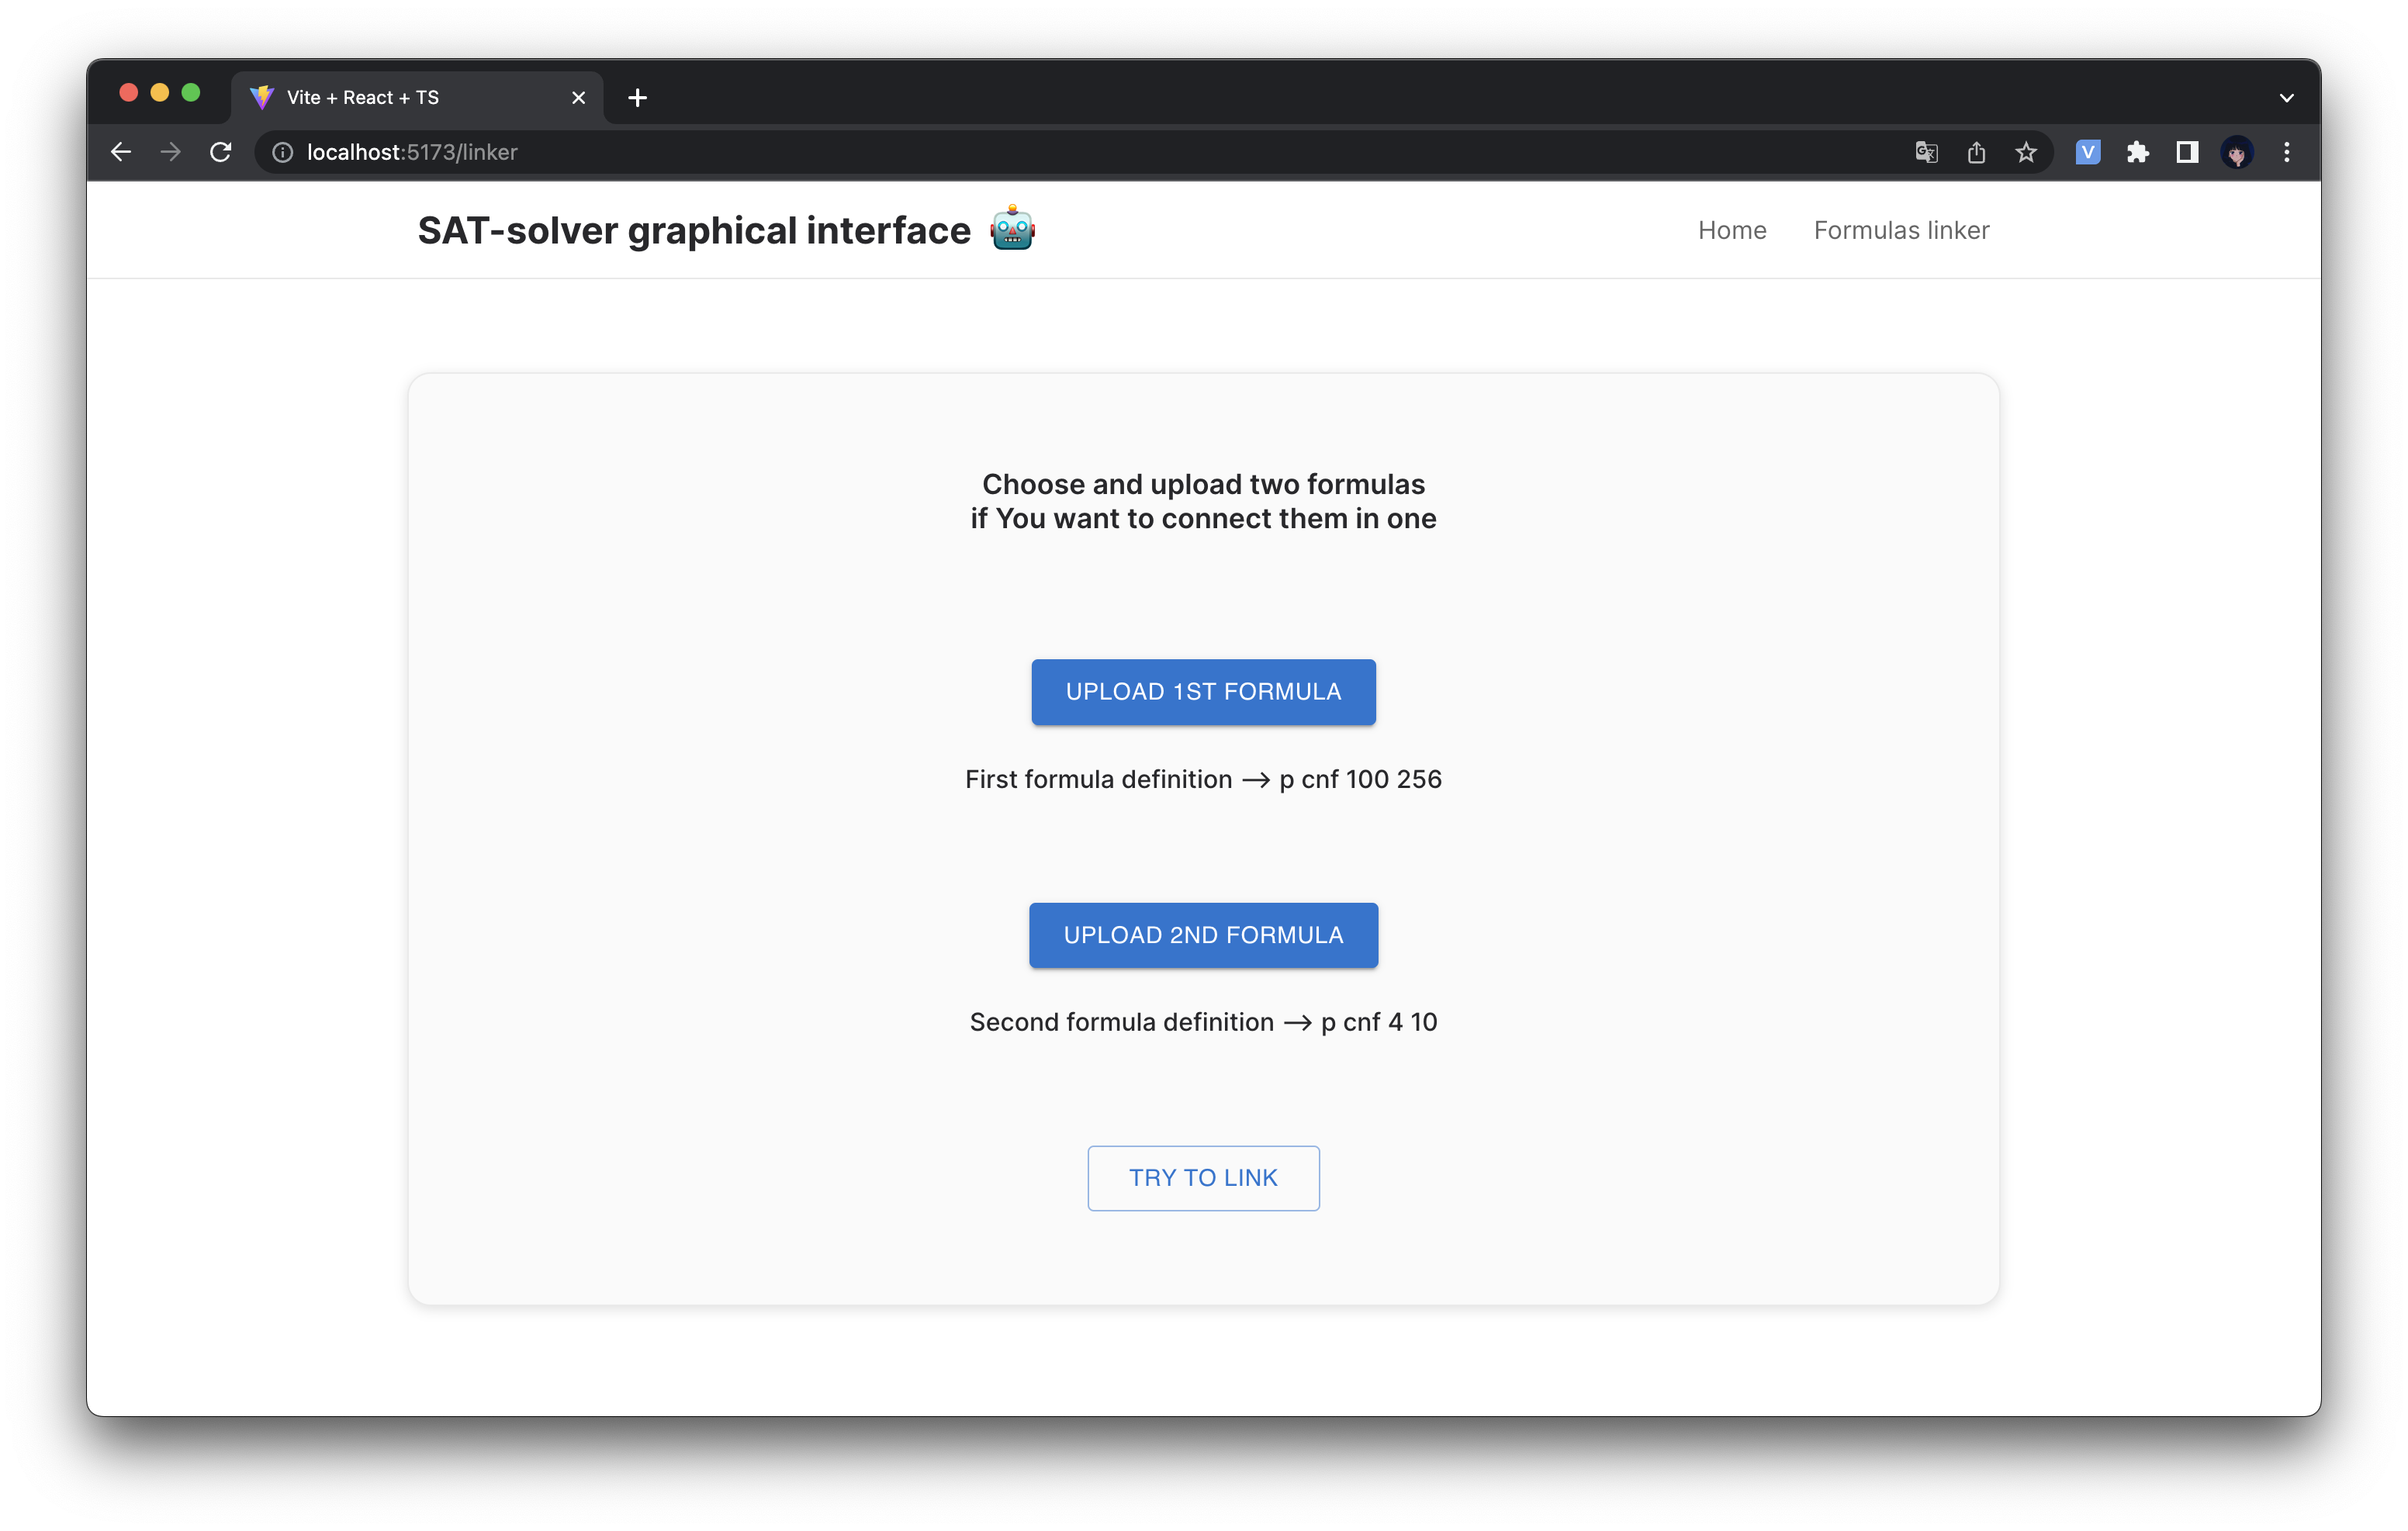 Vite + React + TS
localhost:5173/linker
V
SAT-solver graphical interface 🤖
Home
Formulas linker
Choose and upload two formulas
if You want to connect them in one
UPLOAD 1ST FORMULA
First formula definition --> p cnf 100 256
UPLOAD 2ND FORMULA
Second formula definition --> p cnf 4 10
TRY TO LINK